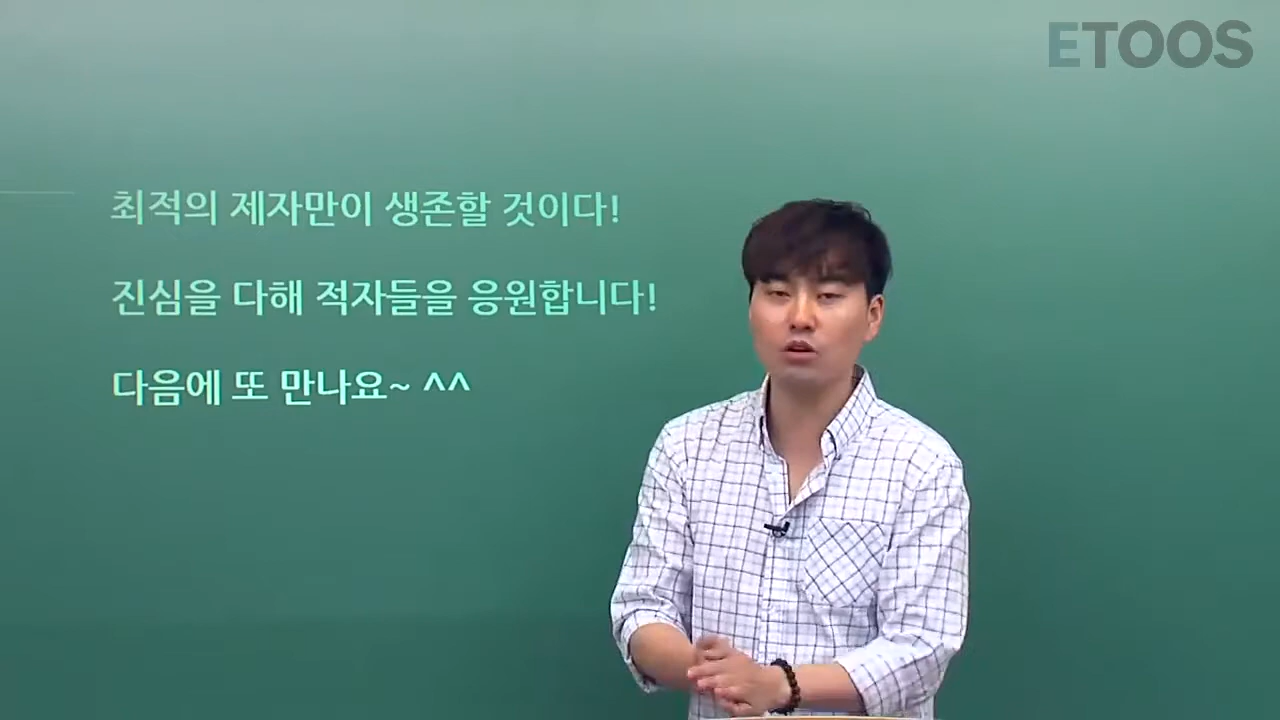 ETOOS
최적의 제자만이 생존할 것이다!
진심을 다해 적자들을 응원합니다!
다음에 또 만나요~ ^^